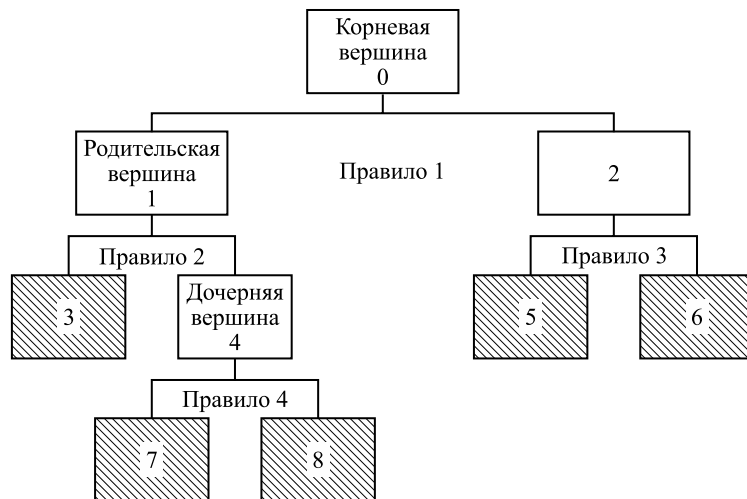 Корневая
вершина
0
Родительская
вершина
1
Правило 1
2
Правило 2
Правило 3
3
Дочерняя
вершина
4
5
6
Правило 4
7
8